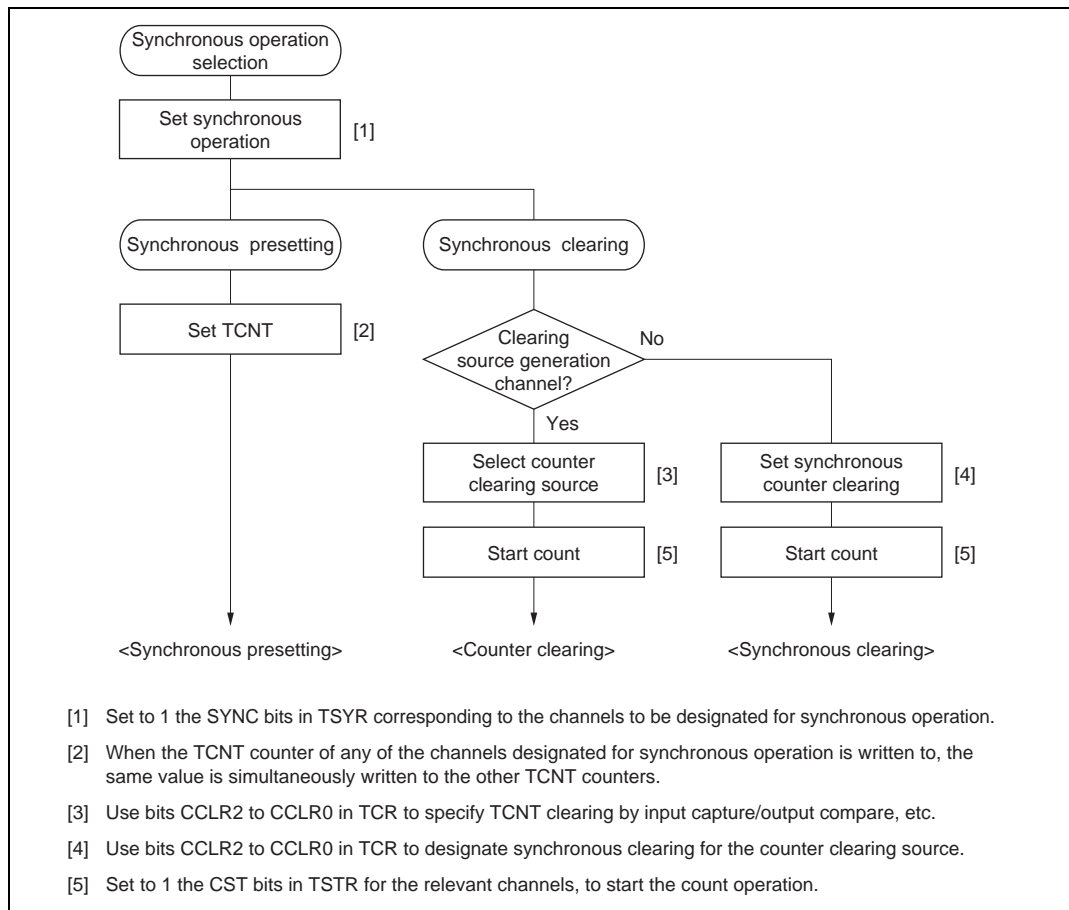 Synchronous operation
selection
Set synchronous
operation
[1]
Synchronous presetting
Synchronous clearing
Set TCNT
[2]
Clearing
source generation
channel?
No
Yes
Select counter
clearing source
[3]
Set synchronous
counter clearing
[4]
Start count
[5]
Start count
[5]
<Synchronous presetting>
<Counter clearing>
<Synchronous clearing>
[1] Set to 1 the SYNC bits in TSYR corresponding to the channels to be designated for synchronous operation.
[2] When the TCNT counter of any of the channels designated for synchronous operation is written to, the
same value is simultaneously written to the other TCNT counters.
[3] Use bits CCLR2 to CCLR0 in TCR to specify TCNT clearing by input capture/output compare, etc.
[4] Use bits CCLR2 to CCLR0 in TCR to designate synchronous clearing for the counter clearing source.
[5] Set to 1 the CST bits in TSTR for the relevant channels, to start the count operation.